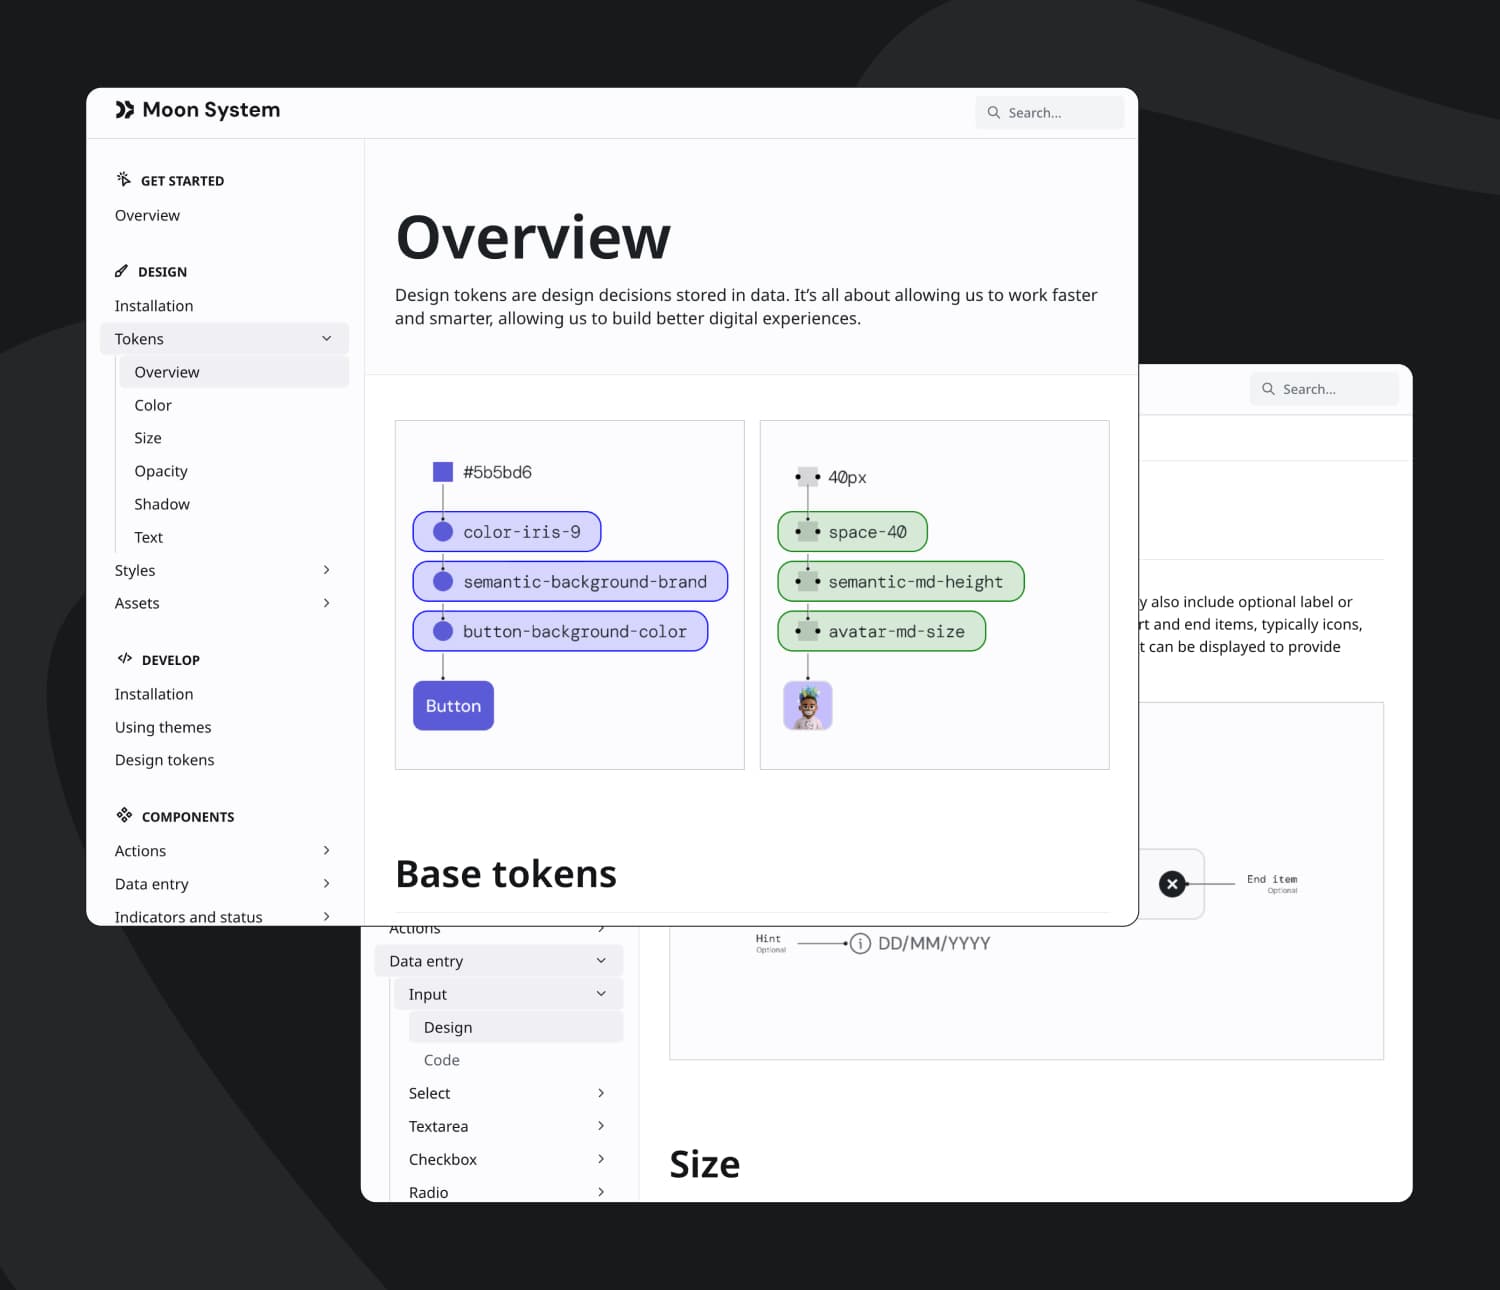 Moon System
Search...
GET STARTED
Overview
DESIGN
Installation
Tokens
Overview
Color
Size
Opacity
Shadow
Text
Styles
Assets
DEVELOP
Installation
Using themes
Design tokens
COMPONENTS
Actions
Data entry
Indicators and status
Overview
Design tokens are design decisions stored in data. It’s all about allowing us to work faster
and smarter, allowing us to build better digital experiences.
#5b5bd6
color-iris-9
semantic-background-brand
button-background-color
Button
40px
space-40
semantic-md-height
avatar-md-size
Base tokens
Search...
y also include optional label or
rt and end items, typically icons,
t can be displayed to provide
End item
Optional
Hint
Optional
DD/MM/YYYY
Actions
Data entry
Input
Design
Code
Select
Textarea
Checkbox
Radio
Size